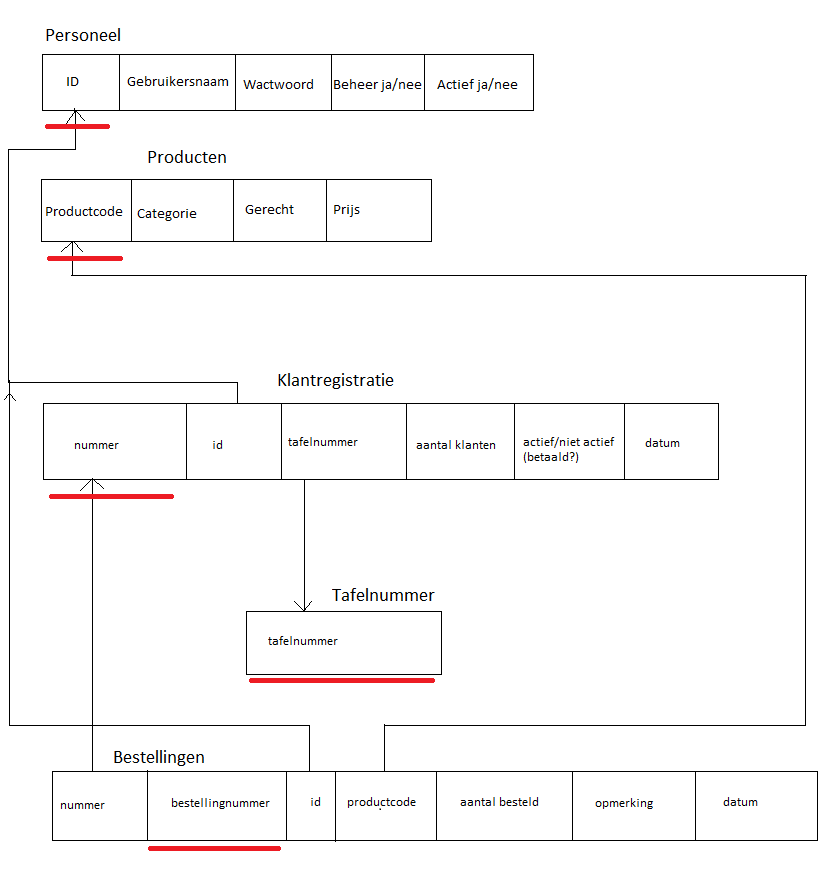 Personeel
ID Gebruikersnaam Wactwoord Beheer ja/nee Actief ja/nee
Producten
Productcode Categorie Gerecht Prijs
Klantregistratie
nummer id tafelnummer aantal klanten actief/niet actief
(betaald?) datum
Tafelnummer
tafelnummer
Bestellingen
nummer bestellingnummer id productcode aantal besteld opmerking datum